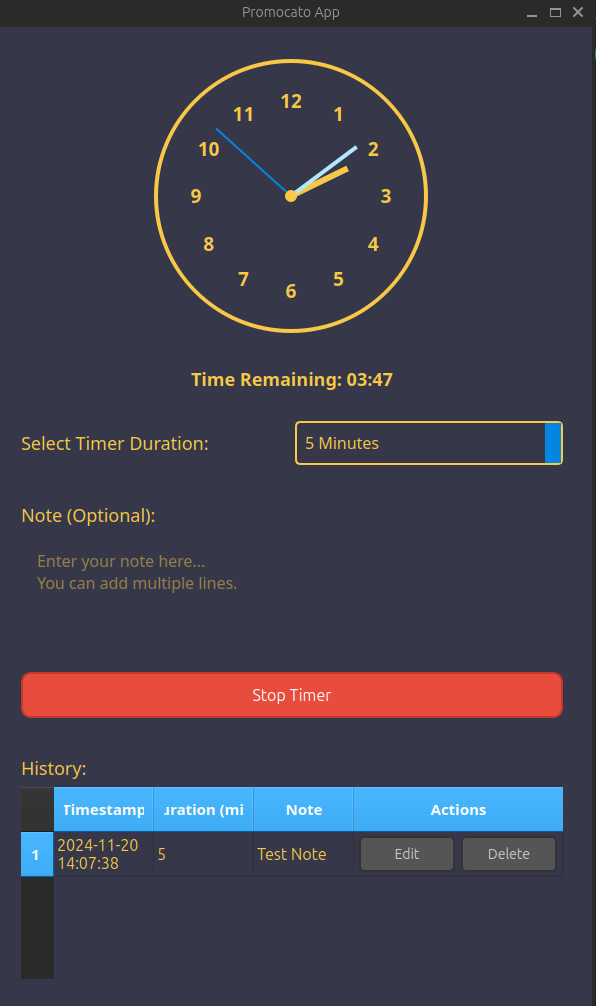 Promocato App
12
1
2
3
4
5
6
7
8
9
10
11
Time Remaining: 03:47
Select Timer Duration:
5 Minutes
Note (Optional):
Enter your note here...
You can add multiple lines.
Stop Timer
History:
Timestamp
uration (mi
Note
Actions
1
2024-11-20
14:07:38
5
Test Note
Edit
Delete